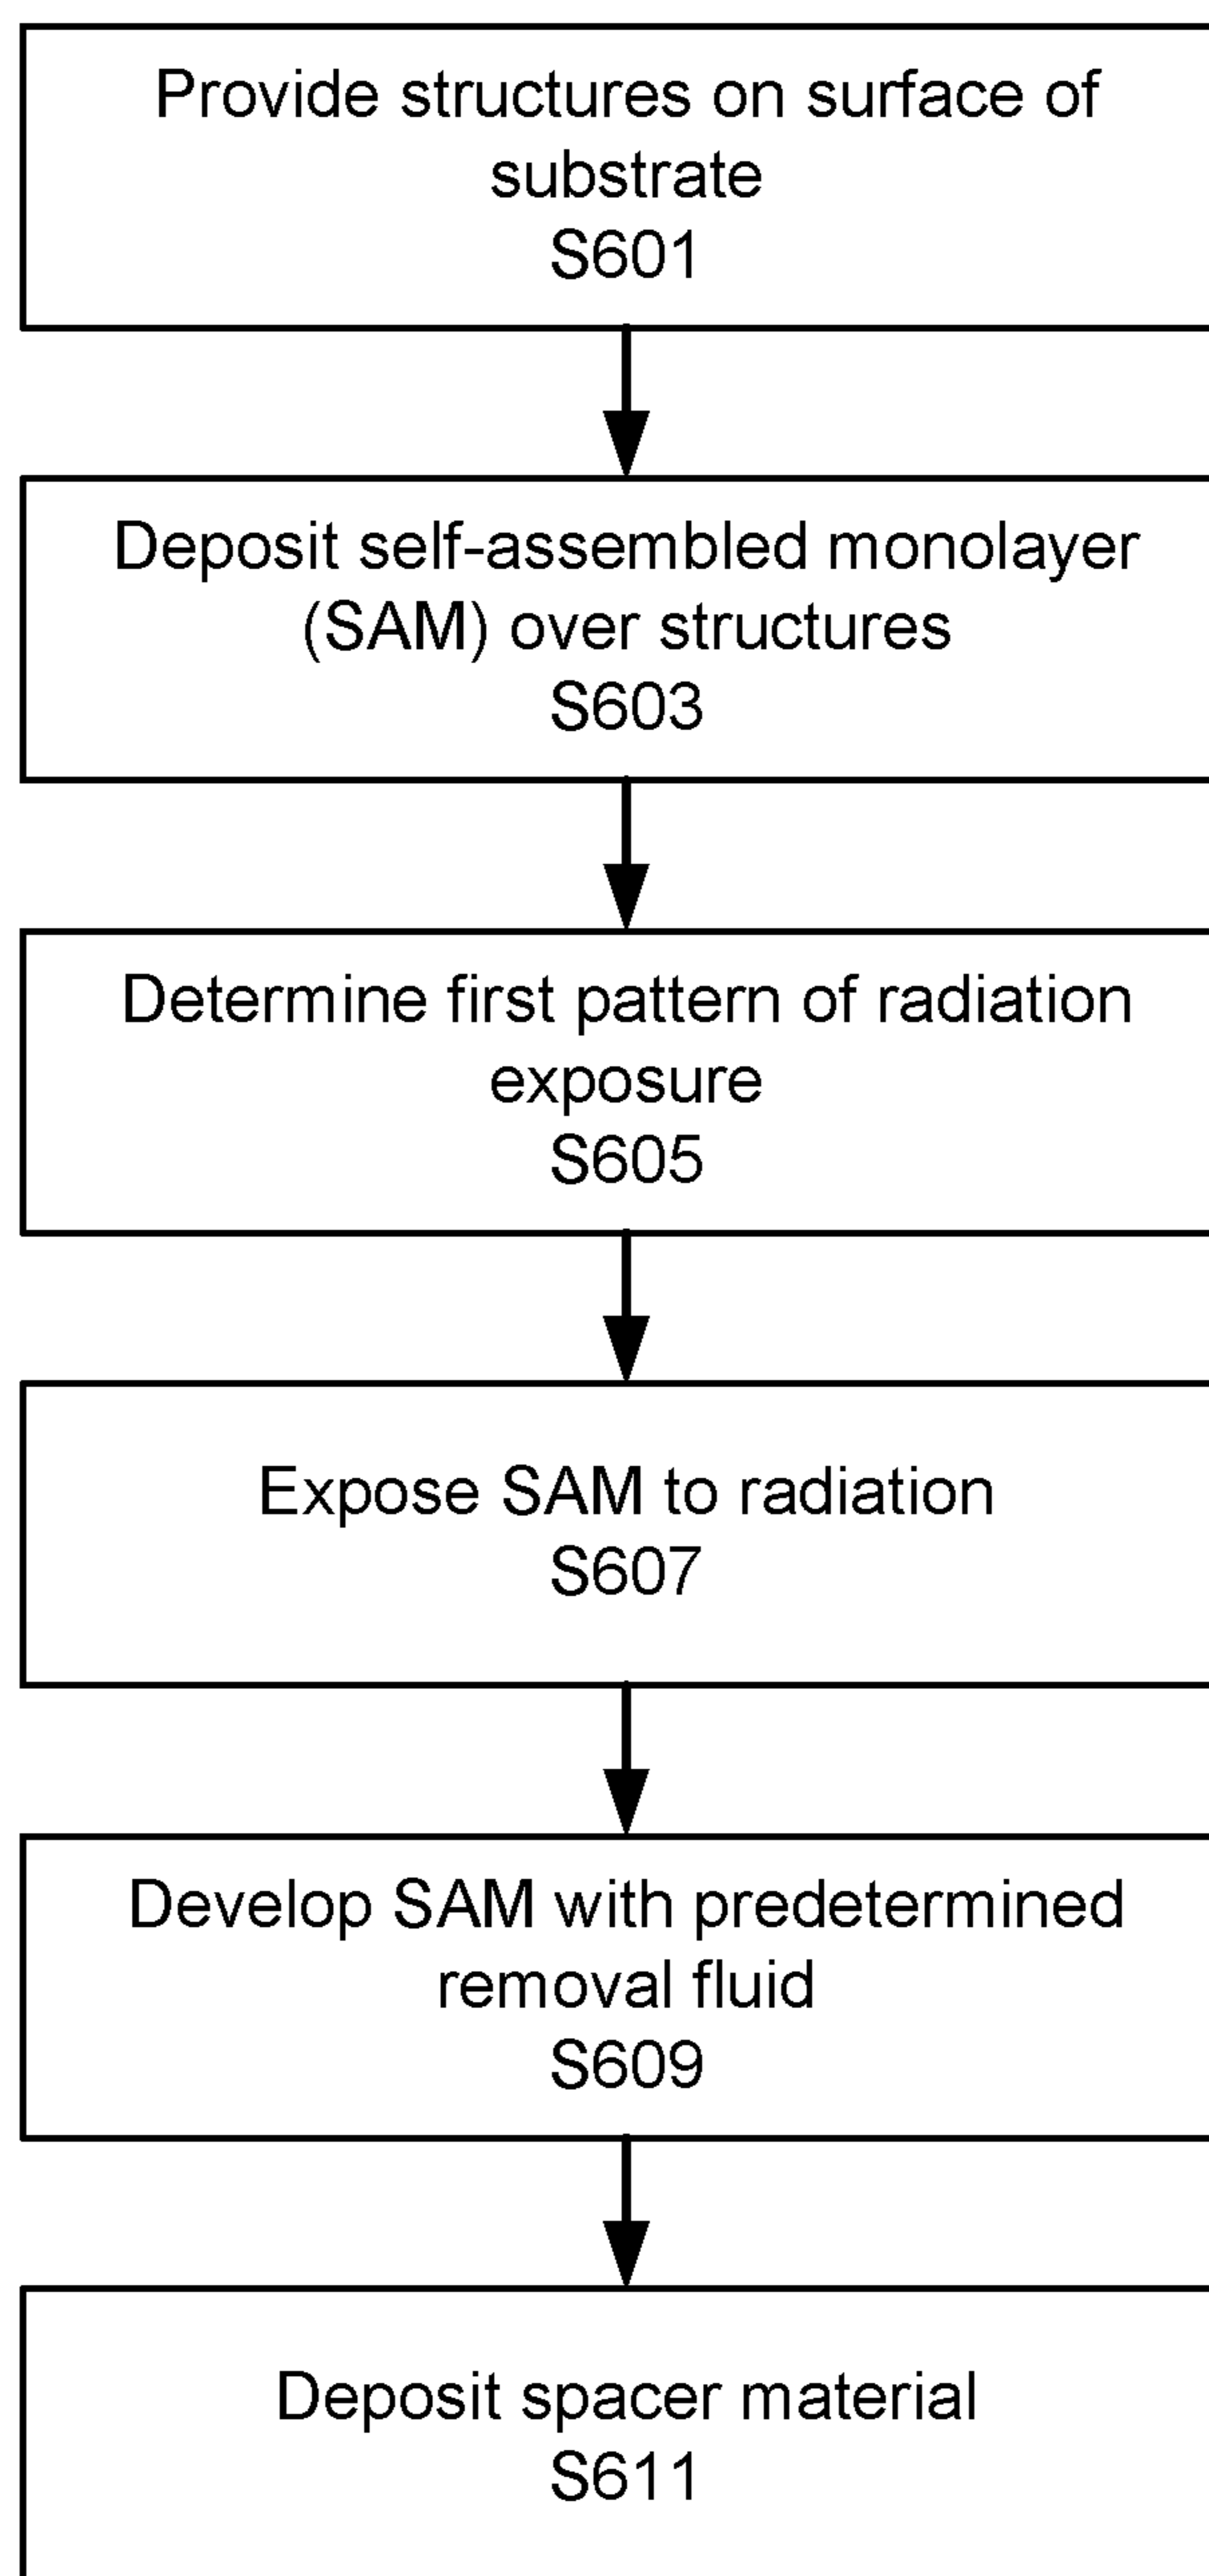 Provide structures on surface of
substrate
S601
Deposit self-assembled monolayer
(SAM) over structures
S603
Determine first pattern of radiation
exposure
S605
Expose SAM to radiation
S607
Develop SAM with predetermined
removal fluid
S609
Deposit spacer material
S611